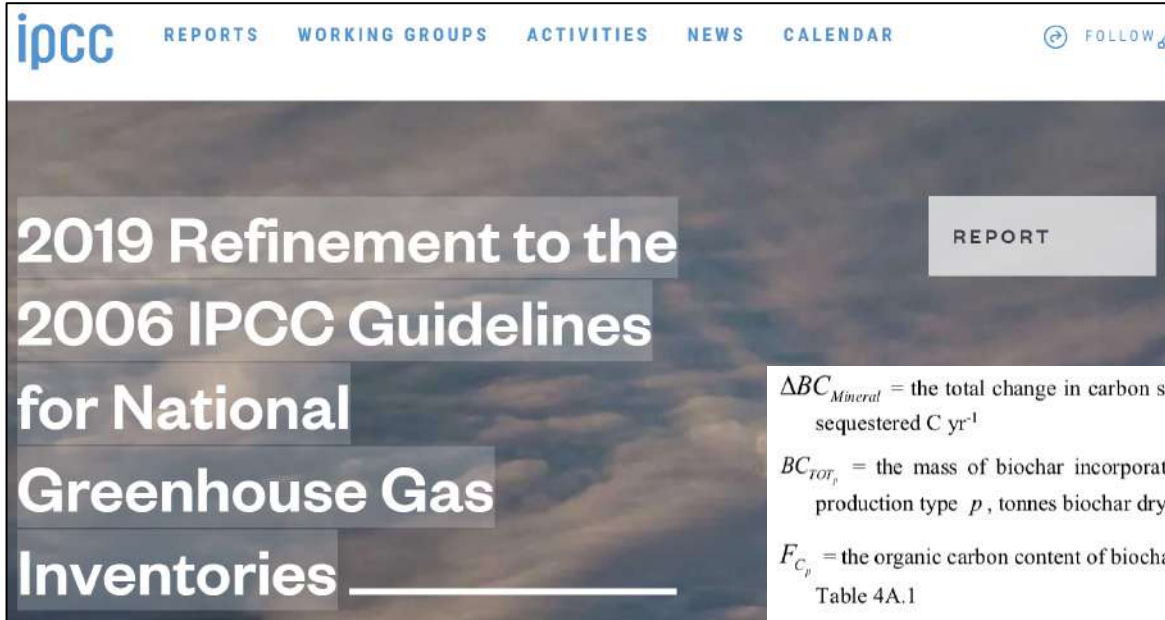 ipcc REPORTS WORKING GROUPS ACTIVITIES NEWS CALENDAR FOLLOW
2019 Refinement to the
2006 IPCC Guidelines
for National
Greenhouse Gas
Inventories
REPORT
ΔBC_Mineral = the total change in carbon s
sequestered C yr⁻¹
BC_TOT_p = the mass of biochar incorporat
production type p , tonnes biochar dry
F_C_p = the organic carbon content of bioch
Table 4A.1